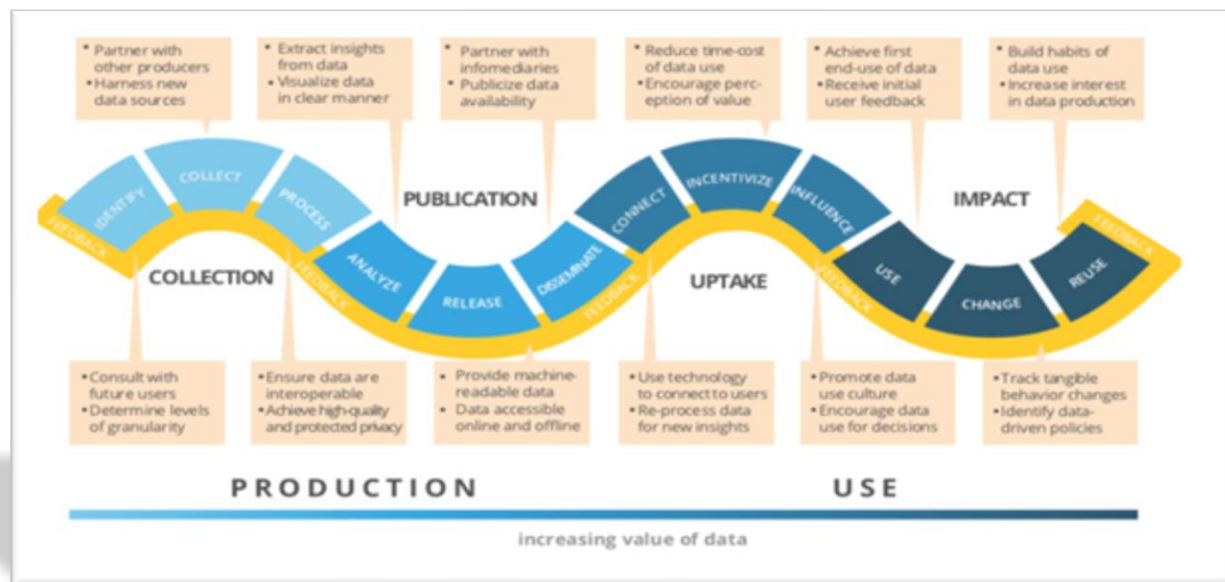 • Partner with
other producers
• Harness new
data sources
• Extract insights
from data
• Visualize data
in clear manner
• Partner with
infomediaries
• Publicize data
availability
• Reduce time-cost
of data use
• Encourage perc-
eption of value
• Achieve first
end-use of data
• Receive initial
user feedback
• Build habits of
data use
• Increase interest
in data production
FEEDBACK
IDENTIFY
COLLECT
PROCESS
COLLECTION
FEEDBACK
PUBLICATION
ANALYZE
RELEASE
DISSEMINATE
FEEDBACK
CONNECT
INCENTIVIZE
INFLUENCE
UPTAKE
FEEDBACK
IMPACT
USE
CHANGE
REUSE
FEEDBACK
• Consult with
future users
• Determine levels
of granularity
• Ensure data are
interoperable
• Achieve high-quality
and protected privacy
• Provide machine-
readable data
• Data accessible
online and offline
• Use technology
to connect to users
• Re-process data
for new insights
• Promote data
use culture
• Encourage data
use for decisions
• Track tangible
behavior changes
• Identify data-
driven policies
PRODUCTION
USE
increasing value of data